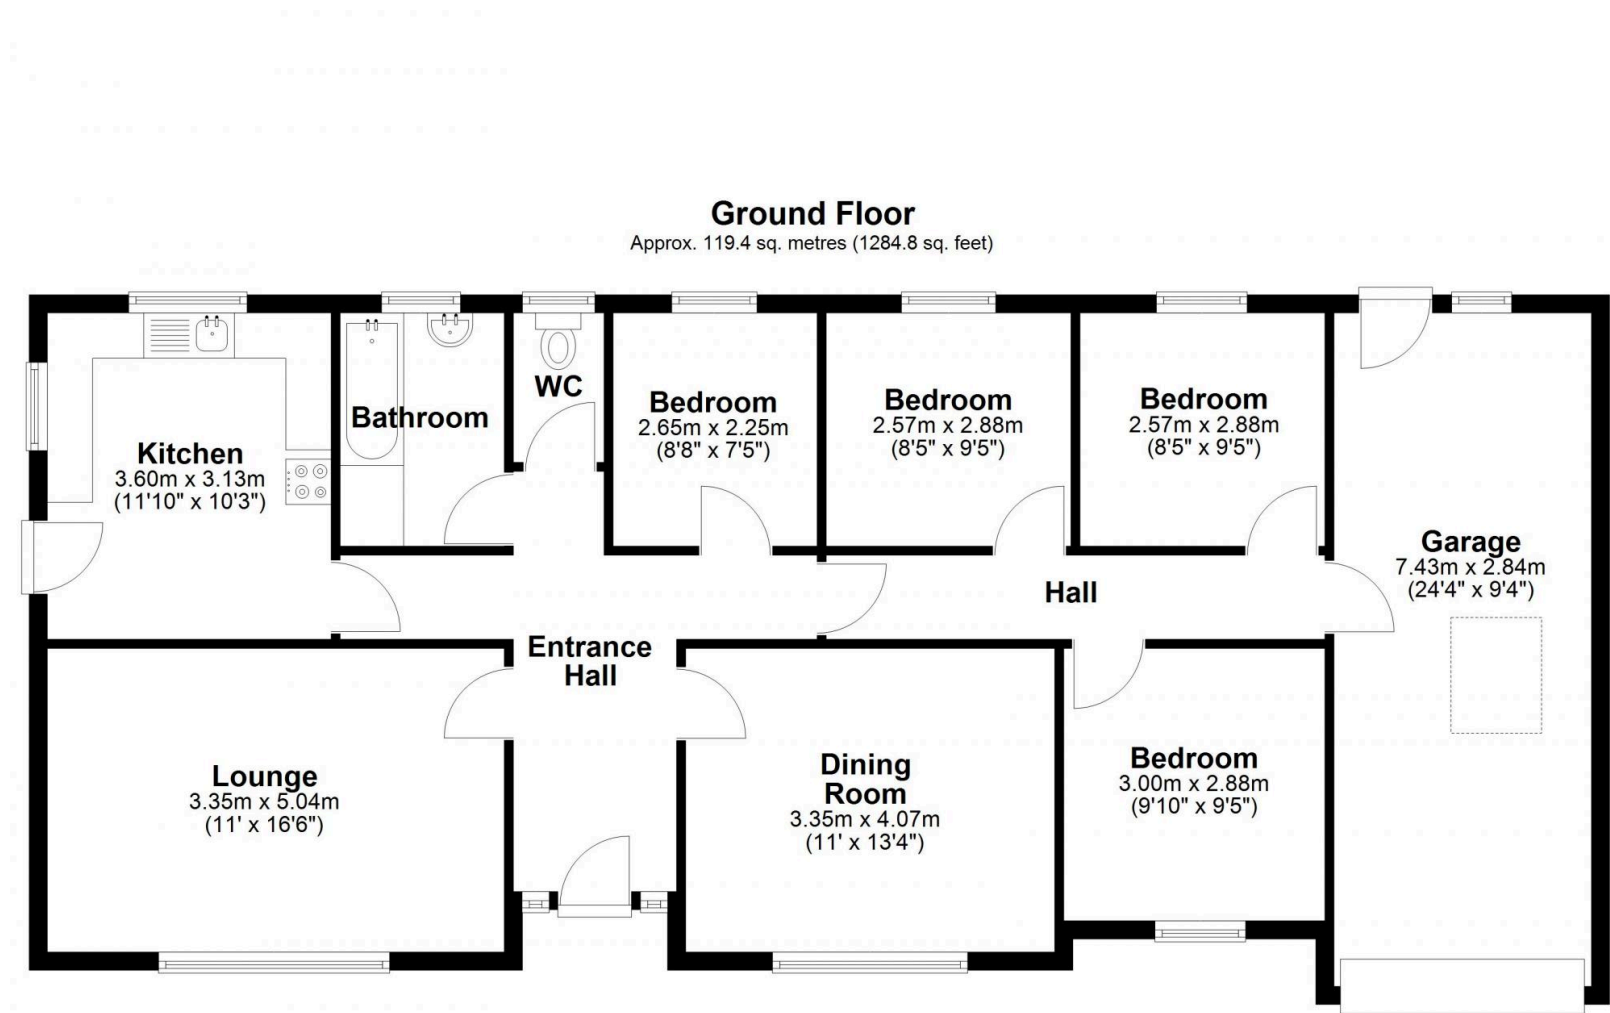 Ground Floor
Approx. 119.4 sq. metres (1284.8 sq. feet)
Kitchen
3.60m x 3.13m
(11'10" x 10'3")
Bathroom
WC
Bedroom
2.65m x 2.25m
(8'8" x 7'5")
Bedroom
2.57m x 2.88m
(8'5" x 9'5")
Bedroom
2.57m x 2.88m
(8'5" x 9'5")
Garage
7.43m x 2.84m
(24'4" x 9'4")
Hall
Entrance
Hall
Lounge
3.35m x 5.04m
(11' x 16'6")
Dining
Room
3.35m x 4.07m
(11' x 13'4")
Bedroom
3.00m x 2.88m
(9'10" x 9'5")